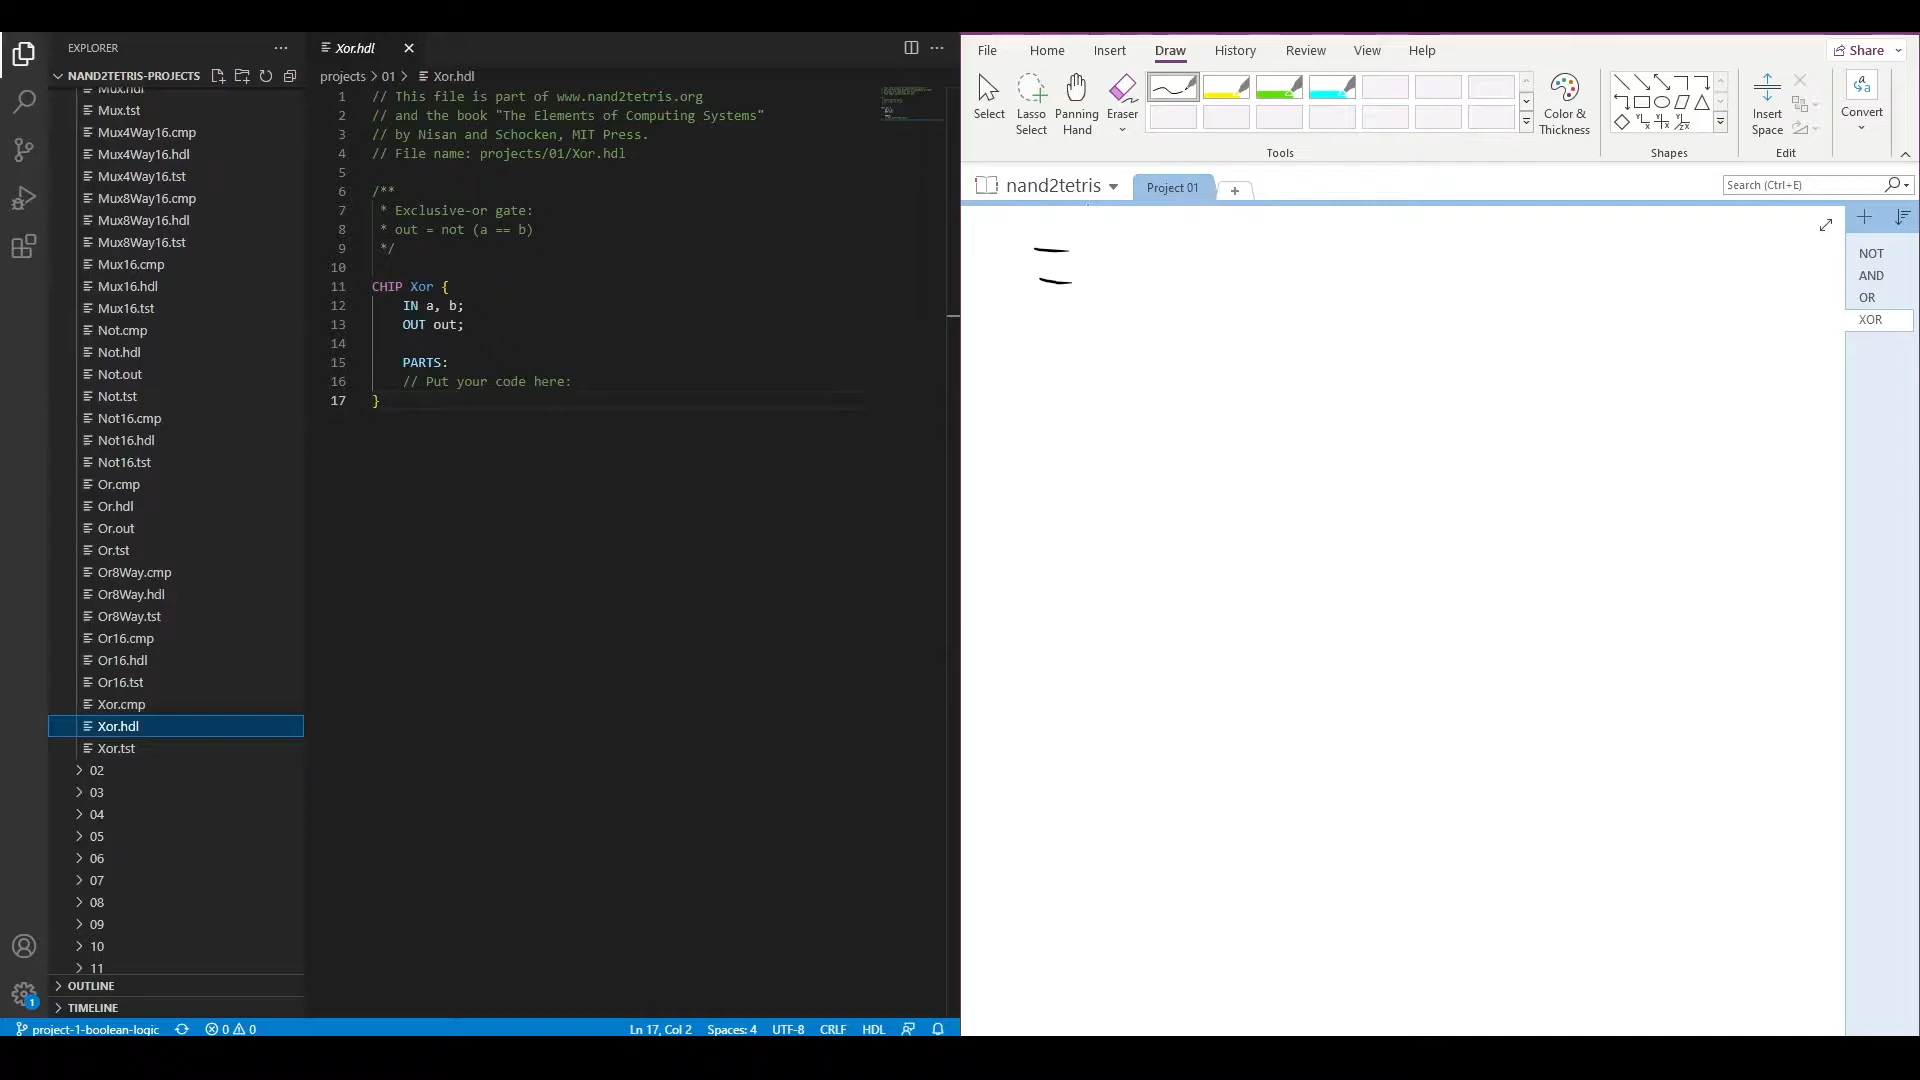 EXPLORER
NAND2TETRIS-PROJECTS
Mux.hdl
Mux.tst
Mux4Way16.cmp
Mux4Way16.hdl
Mux4Way16.tst
Mux8Way16.cmp
Mux8Way16.hdl
Mux8Way16.tst
Mux16.cmp
Mux16.hdl
Mux16.tst
Not.cmp
Not.hdl
Not.out
Not.tst
Not16.cmp
Not16.hdl
Not16.tst
Or.cmp
Or.hdl
Or.out
Or.tst
Or8Way.cmp
Or8Way.hdl
Or8Way.tst
Or16.cmp
Or16.hdl
Or16.tst
Xor.cmp
Xor.hdl
Xor.tst
02
03
04
05
06
07
08
09
10
11
OUTLINE
TIMELINE
Xor.hdl
projects > 01 > Xor.hdl
1 // This file is part of www.nand2tetris.org
2 // and the book "The Elements of Computing Systems"
3 // by Nisan and Schocken, MIT Press.
4 // File name: projects/01/Xor.hdl
5
6 /**
7 * Exclusive-or gate:
8 * out = not (a == b)
9 */
10
11 CHIP Xor {
12 IN a, b;
13 OUT out;
14
15 PARTS:
16 // Put your code here:
17 }
1 project-1-boolean-logic 0 0 Ln 17, Col 2 Spaces: 4 UTF-8 CRLF HDL
File Home Insert Draw History Review View Help Share
Select
Lasso Select
Panning Hand
Eraser
Color & Thickness
Insert Space
Convert
Tools Shapes Edit
nand2tetris Project 01 Search (Ctrl+E)
NOT
AND
OR
XOR